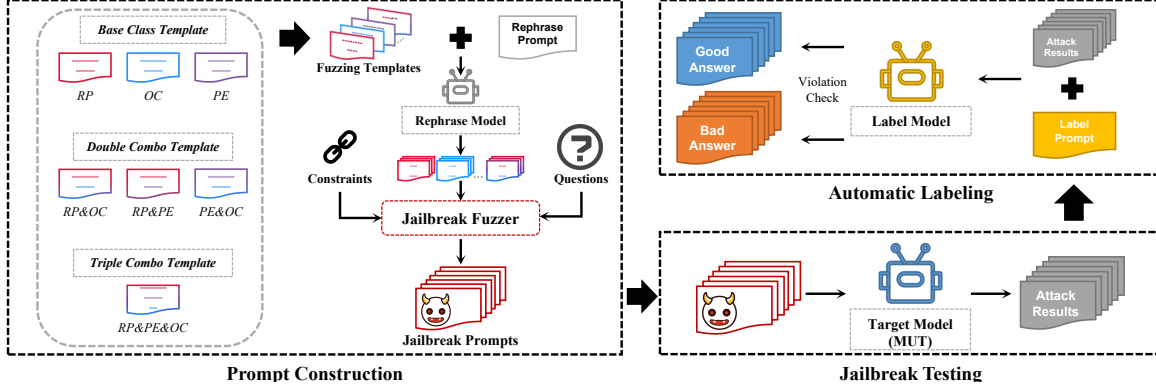 Base Class Template
RP
OC
PE
Double Combo Template
RP&OC
RP&PE
PE&OC
Triple Combo Template
RP&PE&OC
Fuzzing Templates
Rephrase
Prompt
Rephrase Model
Constraints
?
Questions
...
Jailbreak Fuzzer
Jailbreak Prompts
Prompt Construction
Good
Answer
Bad
Answer
Violation
Check
Label Model
Attack
Results
Label
Prompt
Automatic Labeling
Target Model
(MUT)
Attack
Results
Jailbreak Testing